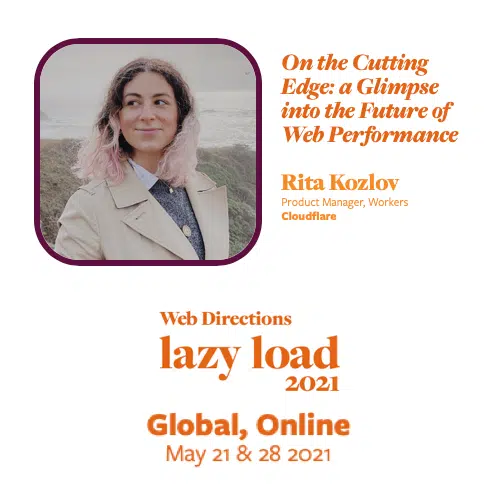 On the Cutting
Edge: a Glimpse
into the Future of
Web Performance
Rita Kozlov
Product Manager, Workers
Cloudflare
Web Directions
lazy load
2021
Global, Online
May 21 & 28 2021